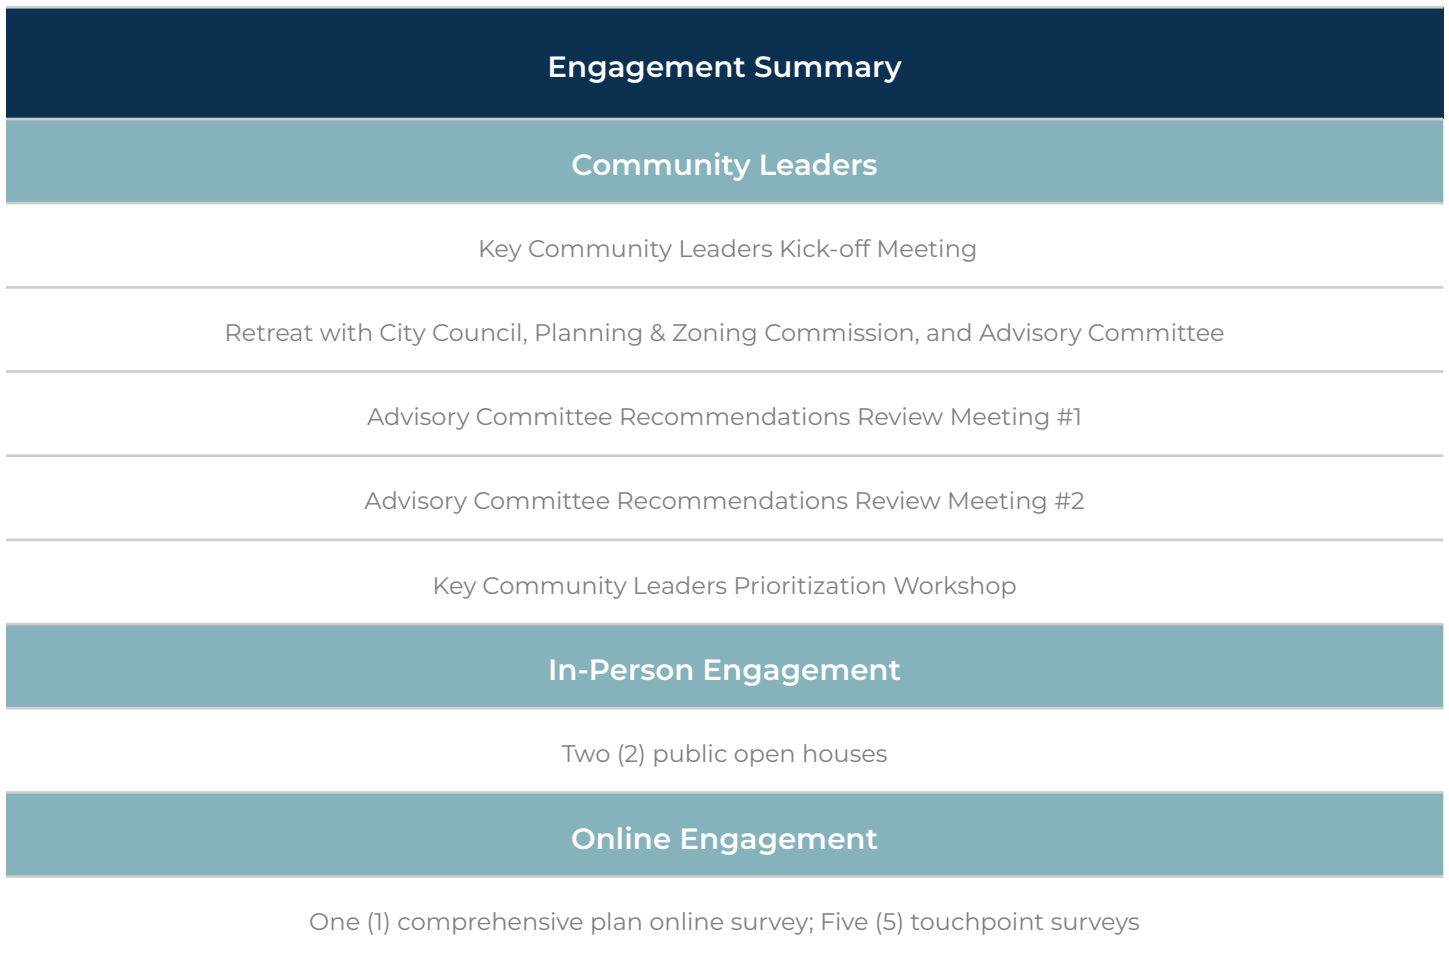 Engagement Summary
Community Leaders
Key Community Leaders Kick-off Meeting
Retreat with City Council, Planning & Zoning Commission, and Advisory Committee
Advisory Committee Recommendations Review Meeting #1
Advisory Committee Recommendations Review Meeting #2
Key Community Leaders Prioritization Workshop
In-Person Engagement
Two (2) public open houses
Online Engagement
One (1) comprehensive plan online survey; Five (5) touchpoint surveys